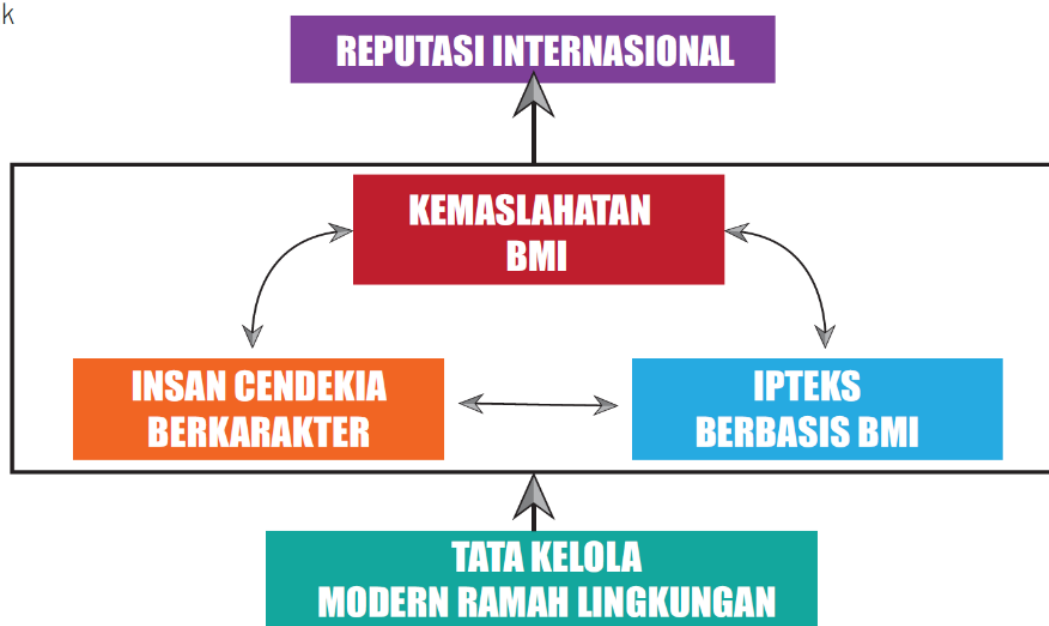 k
REPUTASI INTERNASIONAL
KEMASLAHATAN
BMI
INSAN CENDEKIA
BERKARAKTER
IPTEKS
BERBASIS BMI
TATA KELOLA
MODERN RAMAH LINGKUNGAN